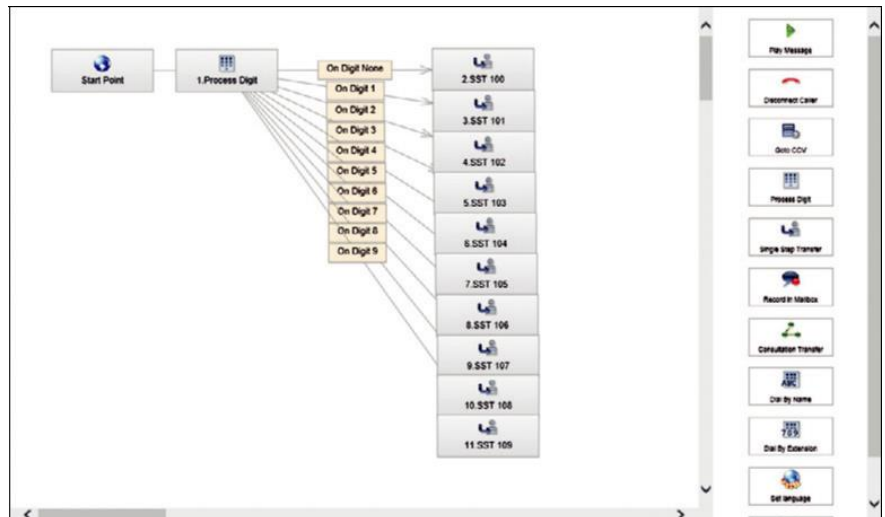 Start Point
1.Process Digit
On Digit None
On Digit 1
On Digit 2
On Digit 3
On Digit 4
On Digit 5
On Digit 6
On Digit 7
On Digit 8
On Digit 9
2.SST 100
3.SST 101
4.SST 102
5.SST 103
6.SST 104
7.SST 105
8.SST 106
9.SST 107
10.SST 108
11.SST 109
Play Message
Disconnect Caller
Goto CCV
Process Digit
Single Step Transfer
Record In Mailbox
Consultation Transfer
ABC
Dial By Name
789
Dial By Extension
Set language